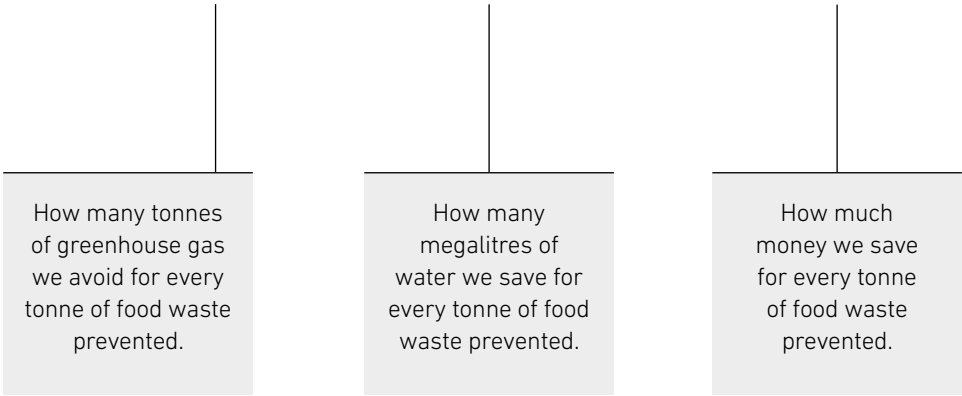 How many tonnes
of greenhouse gas
we avoid for every
tonne of food waste
prevented.
How many
megalitres of
water we save for
every tonne of food
waste prevented.
How much
money we save
for every tonne
of food waste
prevented.